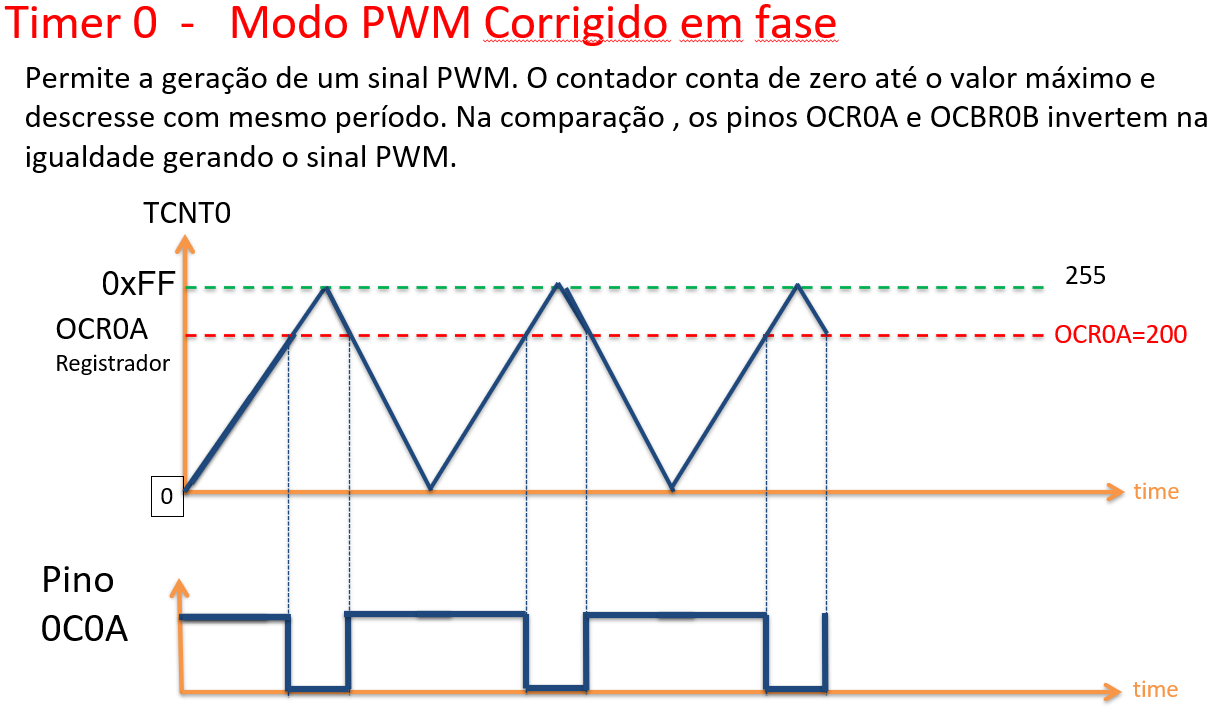 Timer 0 - Modo PWM Corrigido em fase
Permite a geração de um sinal PWM. O contador conta de zero até o valor máximo e
descresse com mesmo período. Na comparação , os pinos OCR0A e OCBR0B invertem na
igualdade gerando o sinal PWM.
TCNT0
0xFF
255
OCR0A
OCR0A=200
Registrador
0
time
Pino
0C0A
time